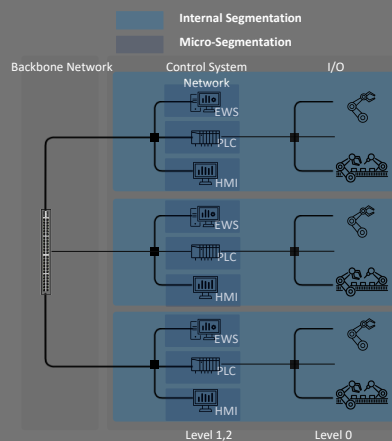 Internal Segmentation
Micro-Segmentation
Backbone Network
Control System
Network
I/O
EWS
PLC
HMI
EWS
PLC
HMI
EWS
PLC
HMI
Level 1,2
Level 0